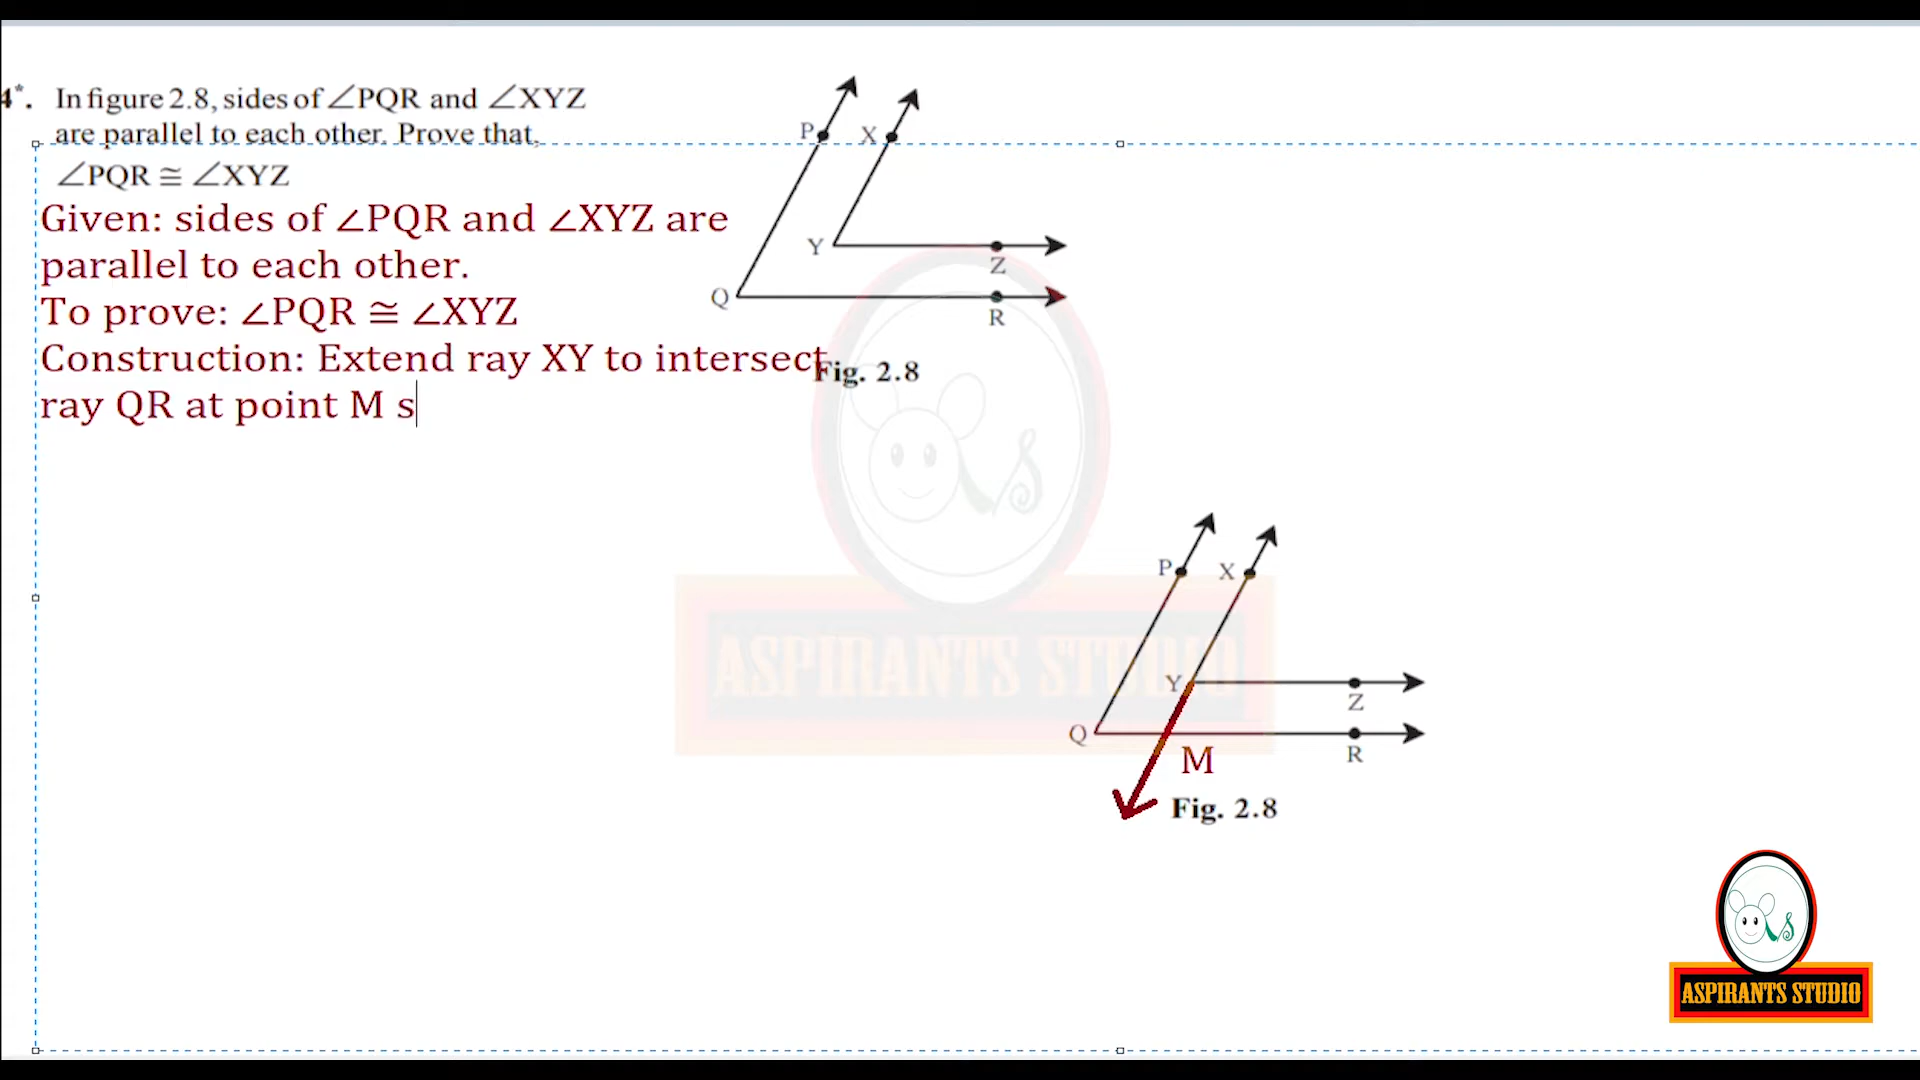 4*. In figure 2.8, sides of ∠PQR and ∠XYZ
are parallel to each other. Prove that,
∠PQR ≅ ∠XYZ
Given: sides of ∠PQR and ∠XYZ are
parallel to each other.
To prove: ∠PQR ≅ ∠XYZ
Construction: Extend ray XY to intersect
ray QR at point M s
P X
Y
Z
Q
R
Fig. 2.8
ASPIRANTS STUDIO
P X
Y
Z
Q
M
R
Fig. 2.8
ASPIRANTS STUDIO